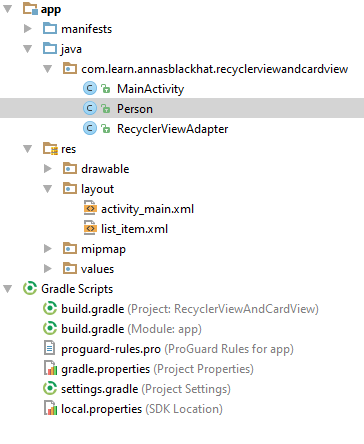 app
manifests
java
com.learn.annasblackhat.recyclerviewandcardview
MainActivity
Person
RecyclerViewAdapter
res
drawable
layout
activity_main.xml
list_item.xml
mipmap
values
Gradle Scripts
build.gradle (Project: RecyclerViewAndCardView)
build.gradle (Module: app)
proguard-rules.pro (ProGuard Rules for app)
gradle.properties (Project Properties)
settings.gradle (Project Settings)
local.properties (SDK Location)